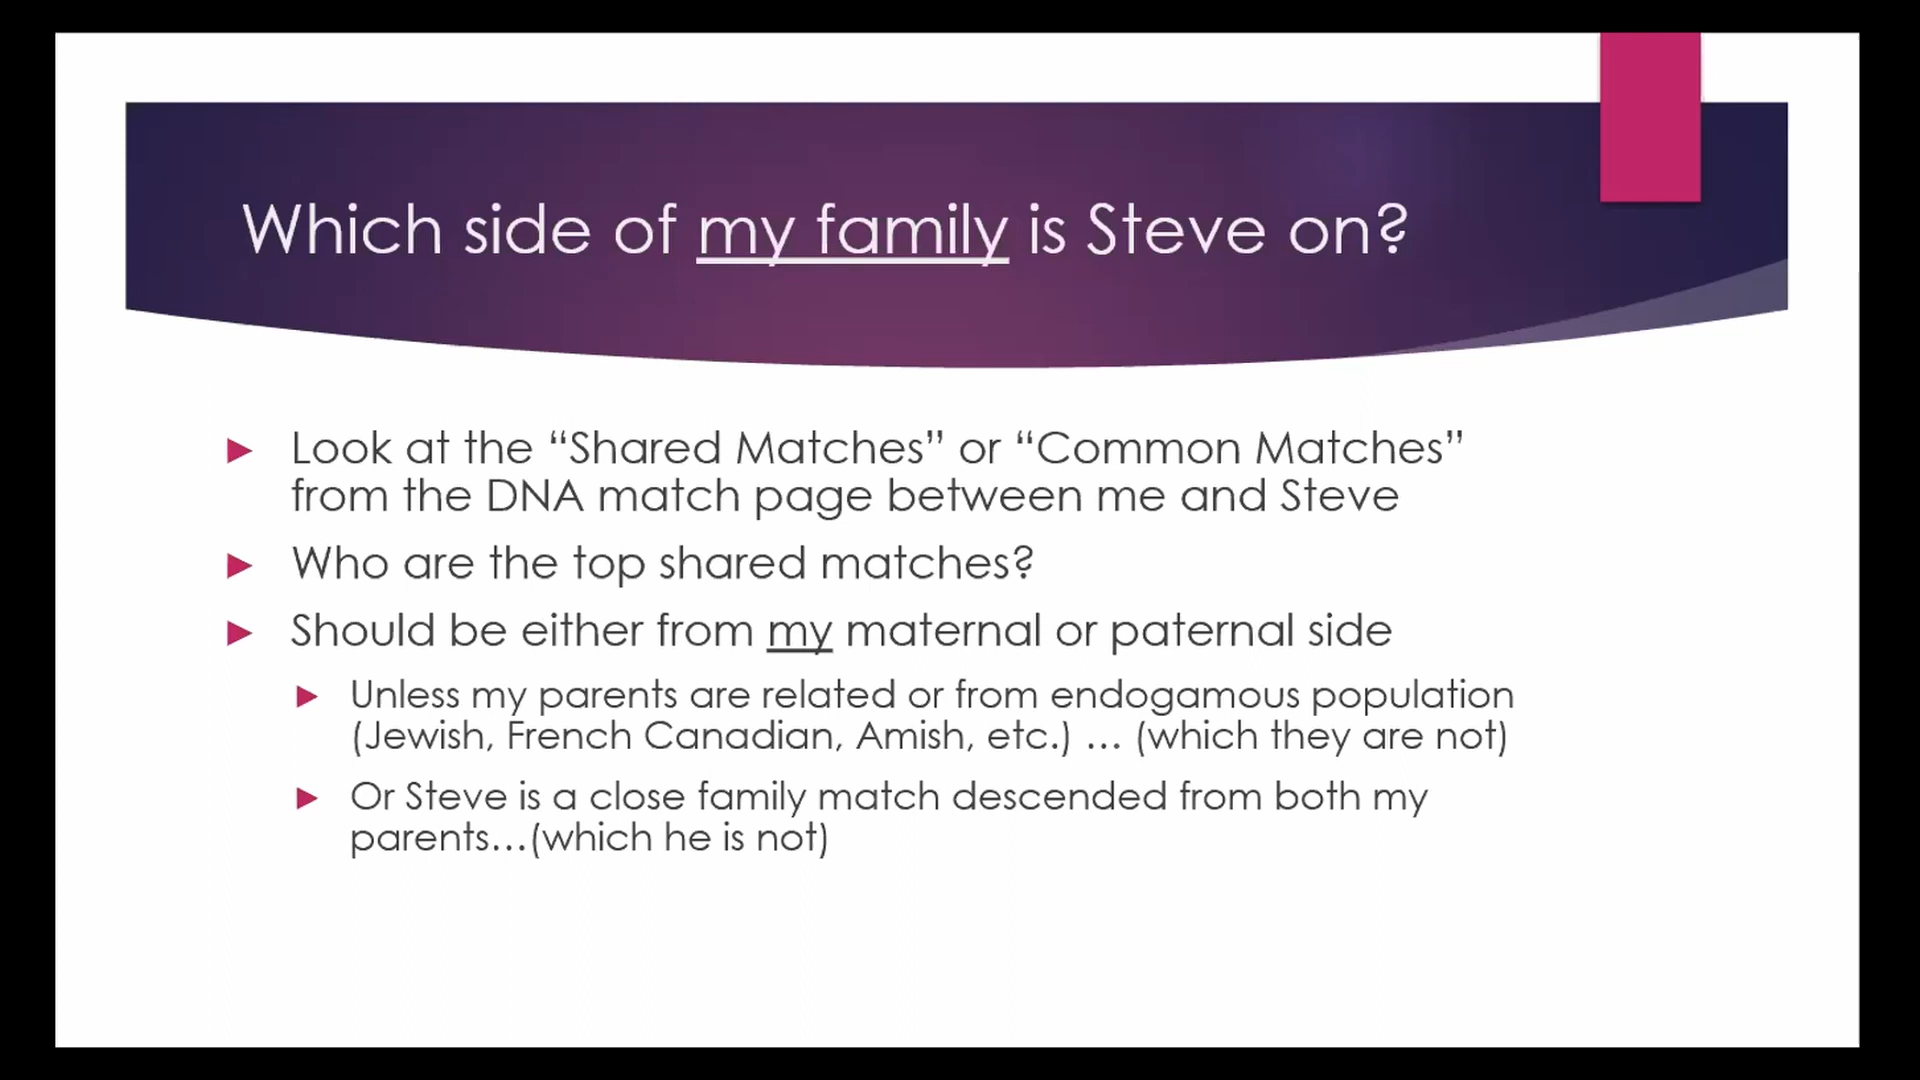 Which side of my family is Steve on?
Look at the “Shared Matches” or “Common Matches”
from the DNA match page between me and Steve
Who are the top shared matches?
Should be either from my maternal or paternal side
Unless my parents are related or from endogamous population
(Jewish, French Canadian, Amish, etc.) … (which they are not)
Or Steve is a close family match descended from both my
parents…(which he is not)